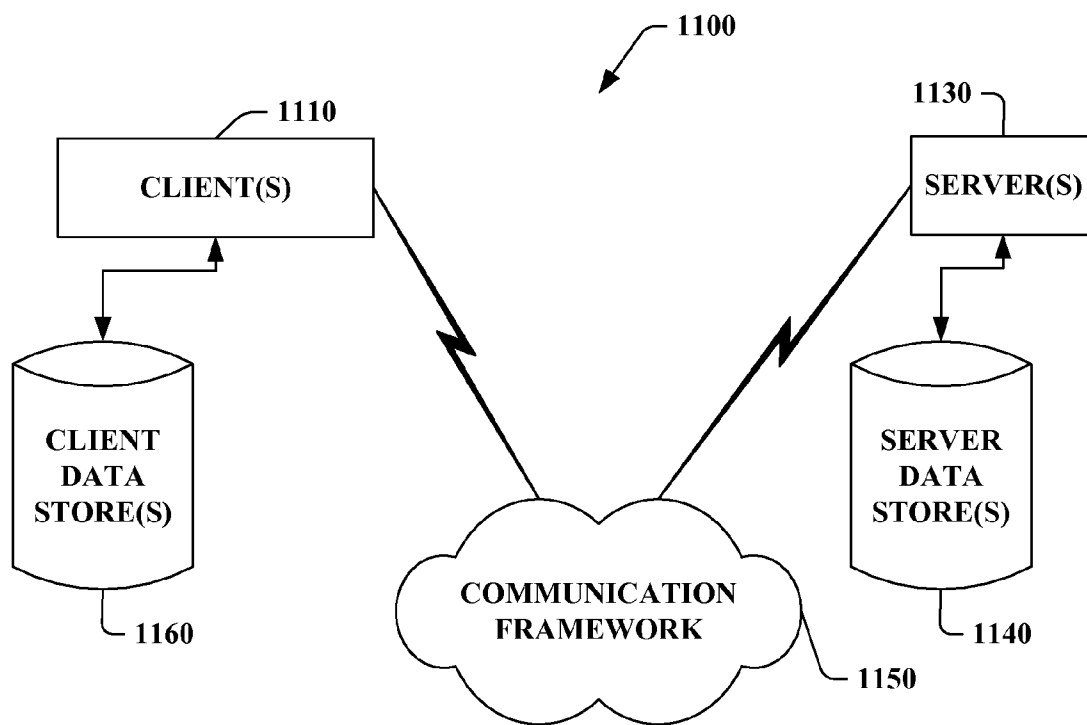 1100
1110
1130
CLIENT(S)
SERVER(S)
CLIENT
DATA
STORE(S)
SERVER
DATA
STORE(S)
COMMUNICATION
FRAMEWORK
1160
1140
1150